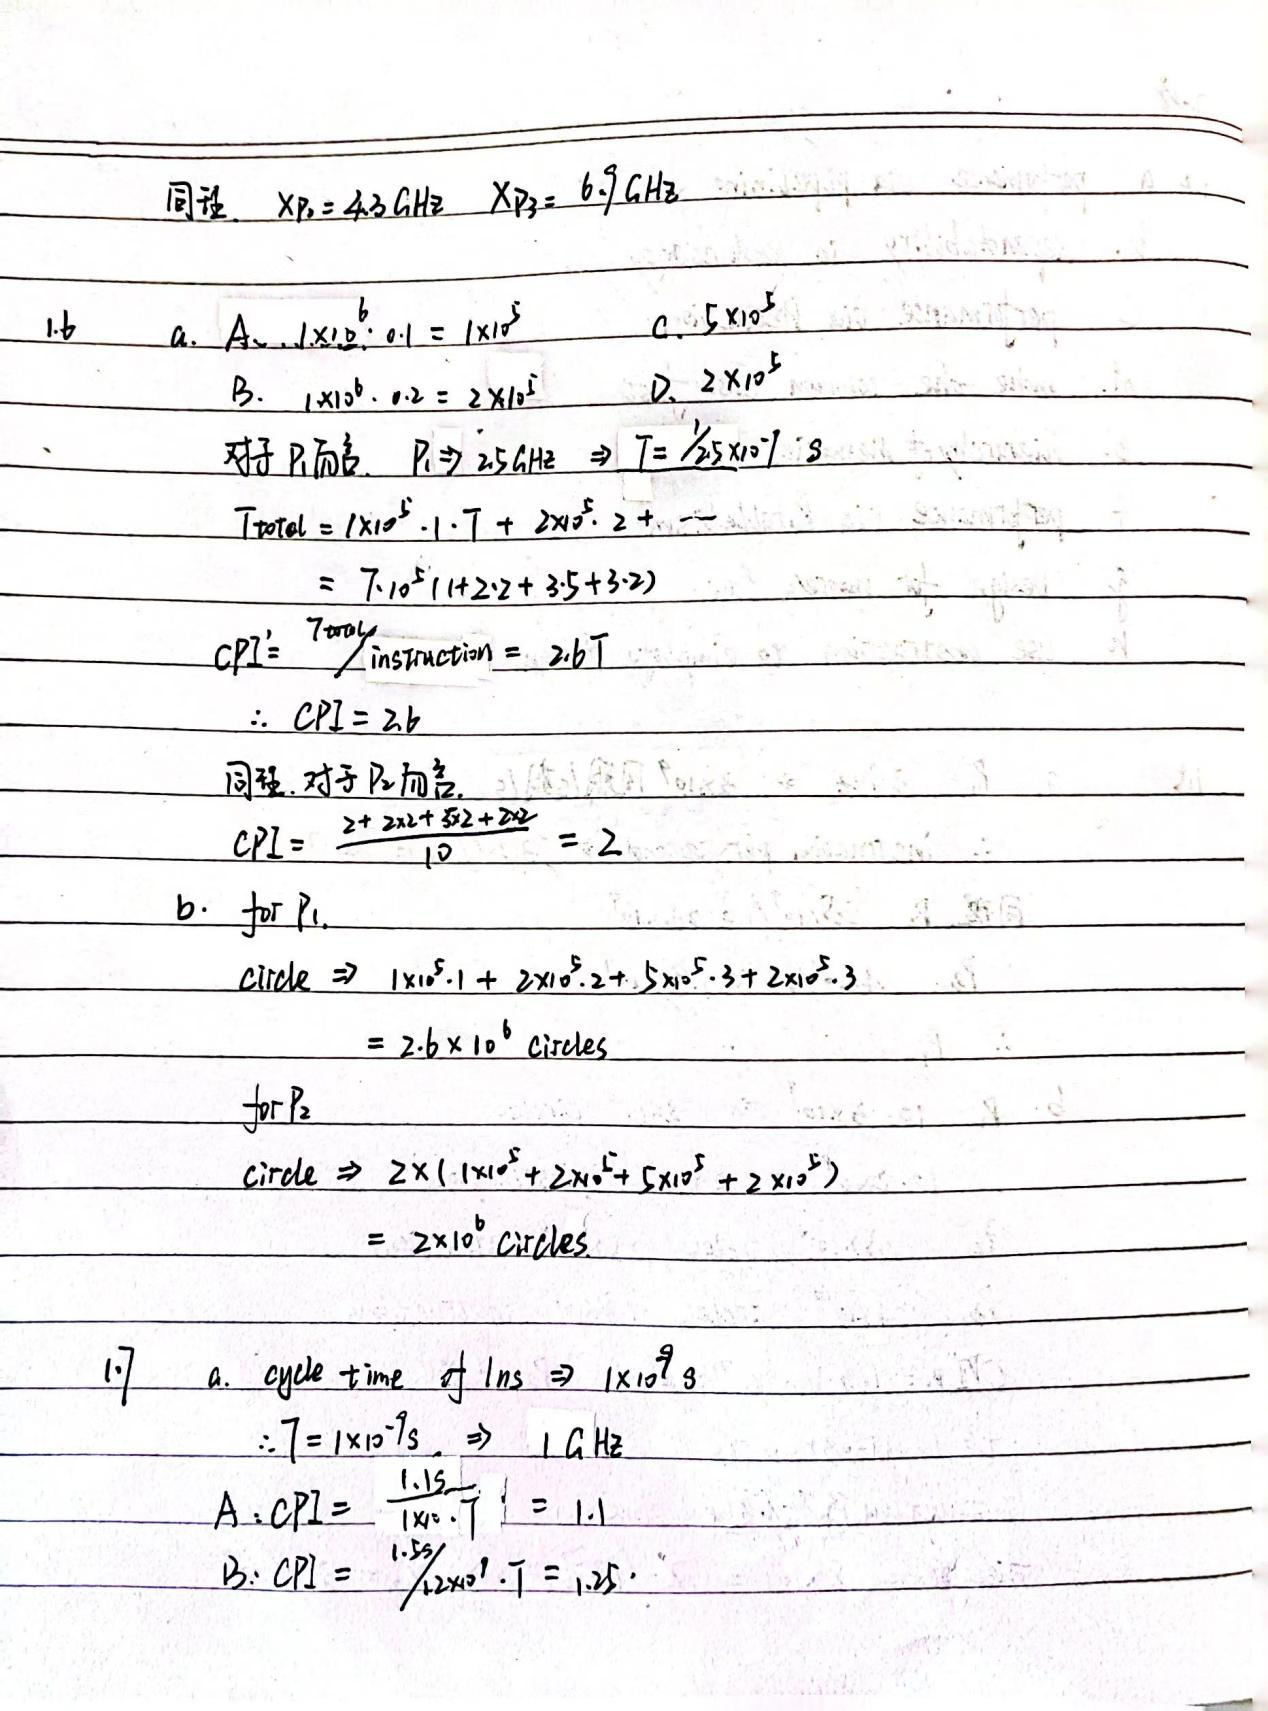 同理. XP₂ = 4.3 GHz XP3 = 6.9 GHz
1.6 a. A. 1×10⁶ · 0.1 = 1×10⁵ C. 5×10⁵
B. 1×10⁶ · 0.2 = 2×10⁵ D. 2×10⁵
对于 P₁而言. P₁ ⇒ 2.5GHz ⇒ T = 1/2.5×10⁻⁹ s
Ttotal = 1×10⁵ · 1 · T + 2×10⁵ · 2 + ---
= T·10⁵ (1+2·2 + 3·5+3·2)
CPI' = Ttotal/instruction = 2.6T
∴ CPI = 2.6
同理. 对于 P₂ 而言.
CPI = (2+ 2×2+ 5×2+2×2)/10 = 2
b. for P₁.
circle ⇒ 1×10⁵·1 + 2×10⁵·2 + 5×10⁵·3 + 2×10⁵·3
= 2.6 × 10⁶ circles
for P₂
circle ⇒ 2×(1×10⁵ + 2×10⁵ + 5×10⁵ + 2×10⁵)
= 2×10⁶ circles.
1.7 a. cycle time of 1ns ⇒ 1×10⁹ s
∴ T = 1×10⁻⁹s. ⇒ 1 GHz
A: CPI = 1.1s/1×10 · T = 1.1
B: CPI = 1.5s/1.2×10⁹ · T = 1.25.